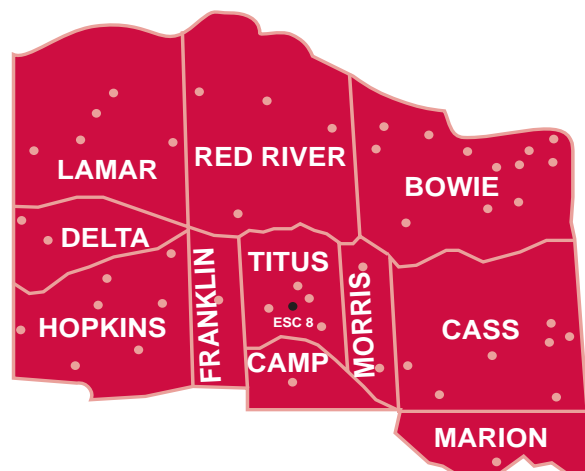 LAMAR
RED RIVER
BOWIE
DELTA
TITUS
FRANKLIN
MORRIS
HOPKINS
ESC 8
CASS
CAMP
MARION